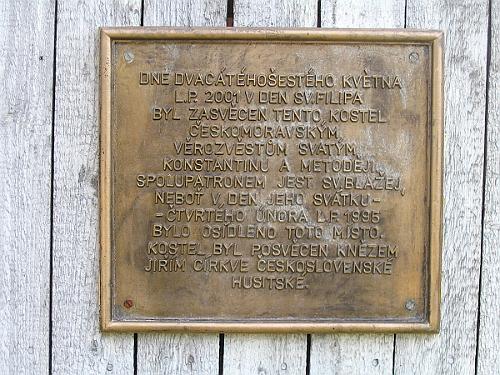 DNE DVACÁTÉHOŠESTÉHO KVĚTNA
L.P. 2001 V DEN SV.FILIPA
BYL ZASVĚCEN TENTO KOSTEL
ČESKOMORAVSKÝM
VĚROZVĚSTŮM SVATÝM
KONSTANTINU A METODĚJI.
SPOLUPATRONEM JEST SV.BLAŽEJ,
NEBOŤ V DEN JEHO SVÁTKU-
-ČTVRTÉHO ÚNORA L.P. 1995
BYLO OSÍDLENO TOTO MÍSTO.
KOSTEL BYL POSVĚCEN KNĚZEM
JIŘÍM CÍRKVE ČESKOSLOVENSKÉ
HUSITSKÉ.